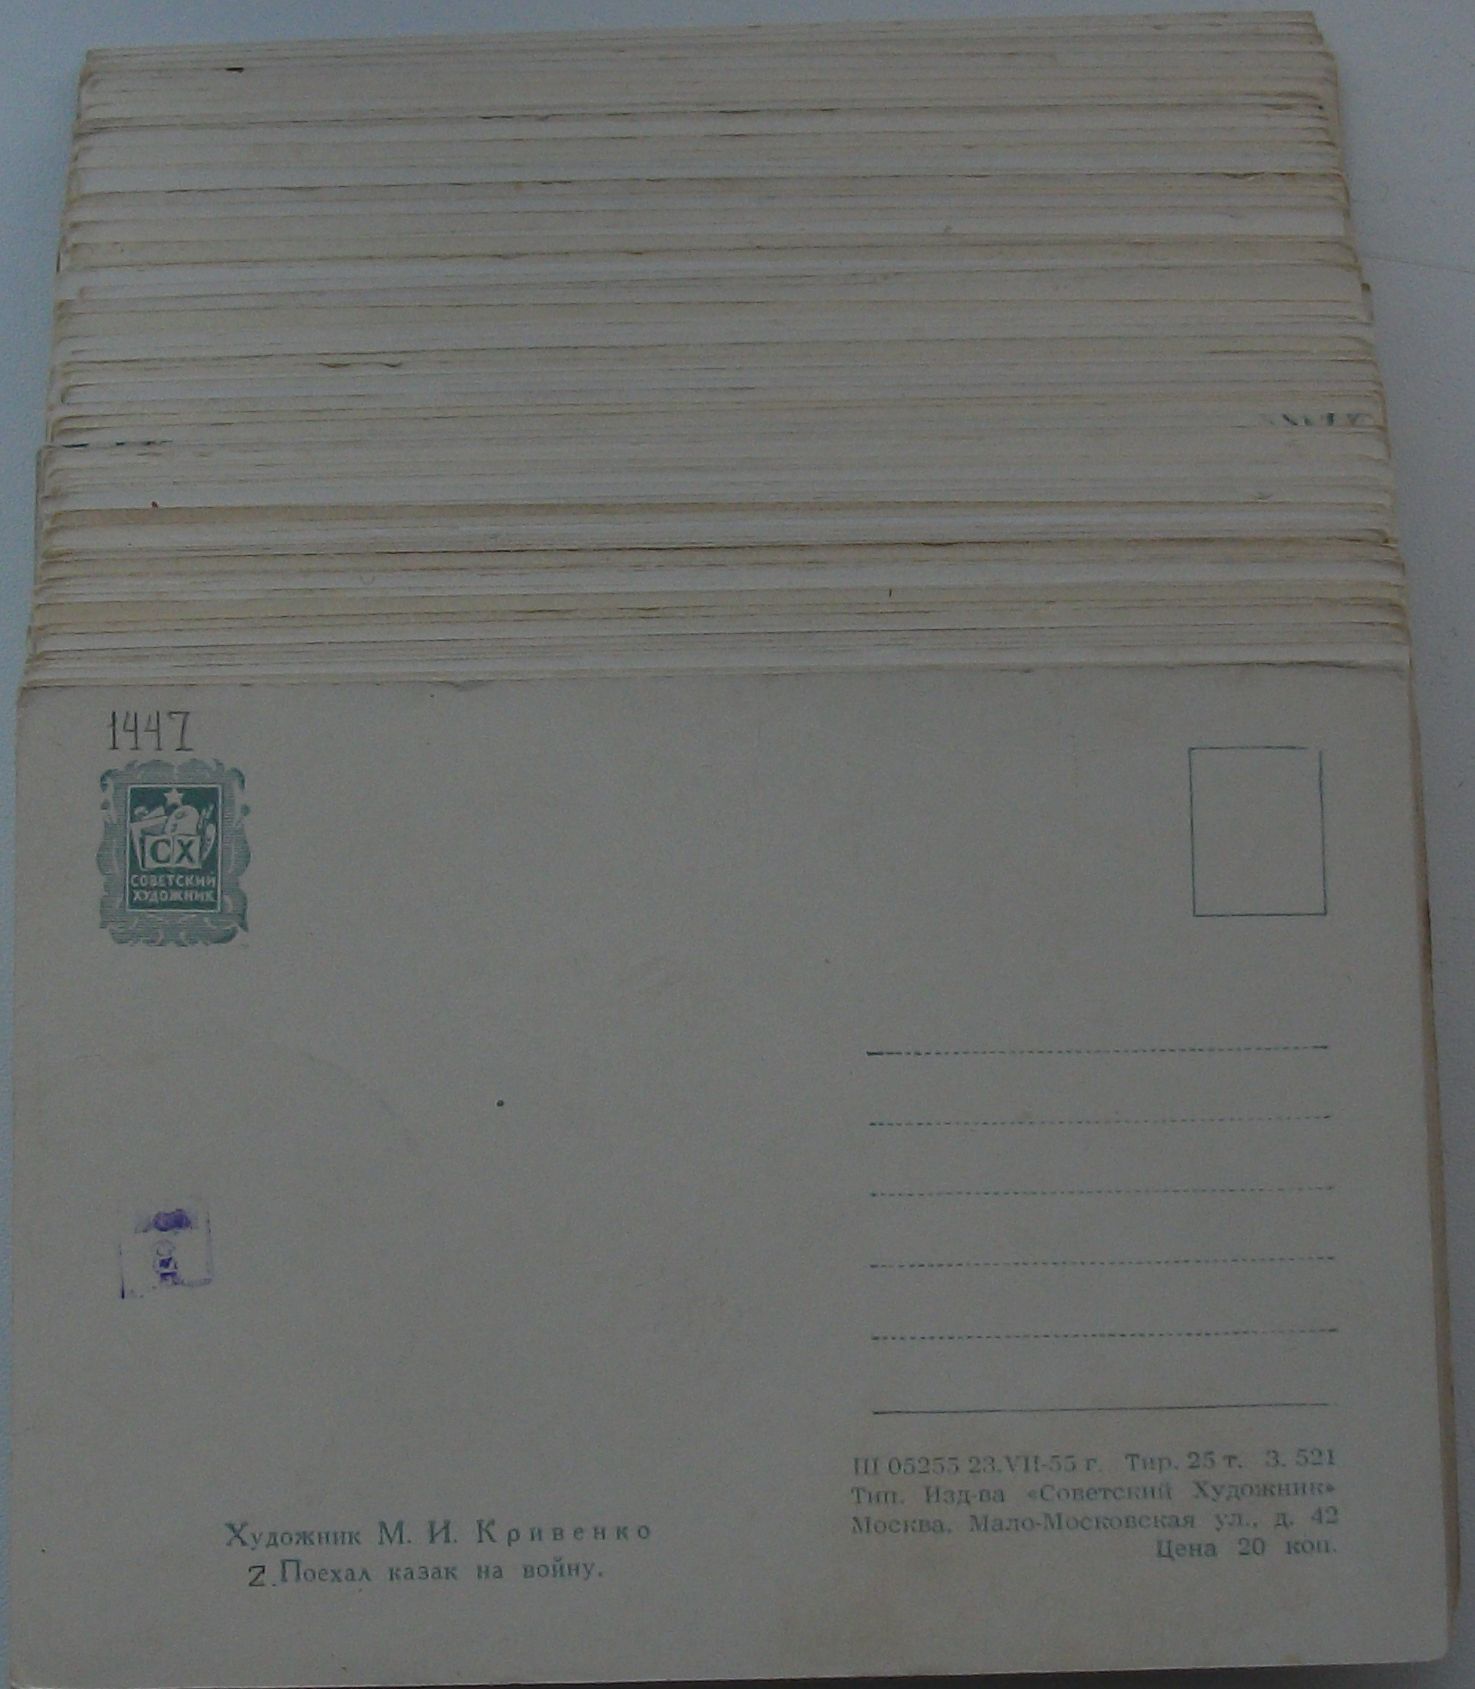 1447
СХ
СОВЕТСКИЙ
ХУДОЖНИК
Ш 05255 23.VII-55 г. Тир. 25 т. З. 521
Тип. Изд-ва «Советский Художник»
Москва, Мало-Московская ул., д. 42
Цена 20 коп.
Художник М. И. Кривенко
2. Поехал казак на войну.